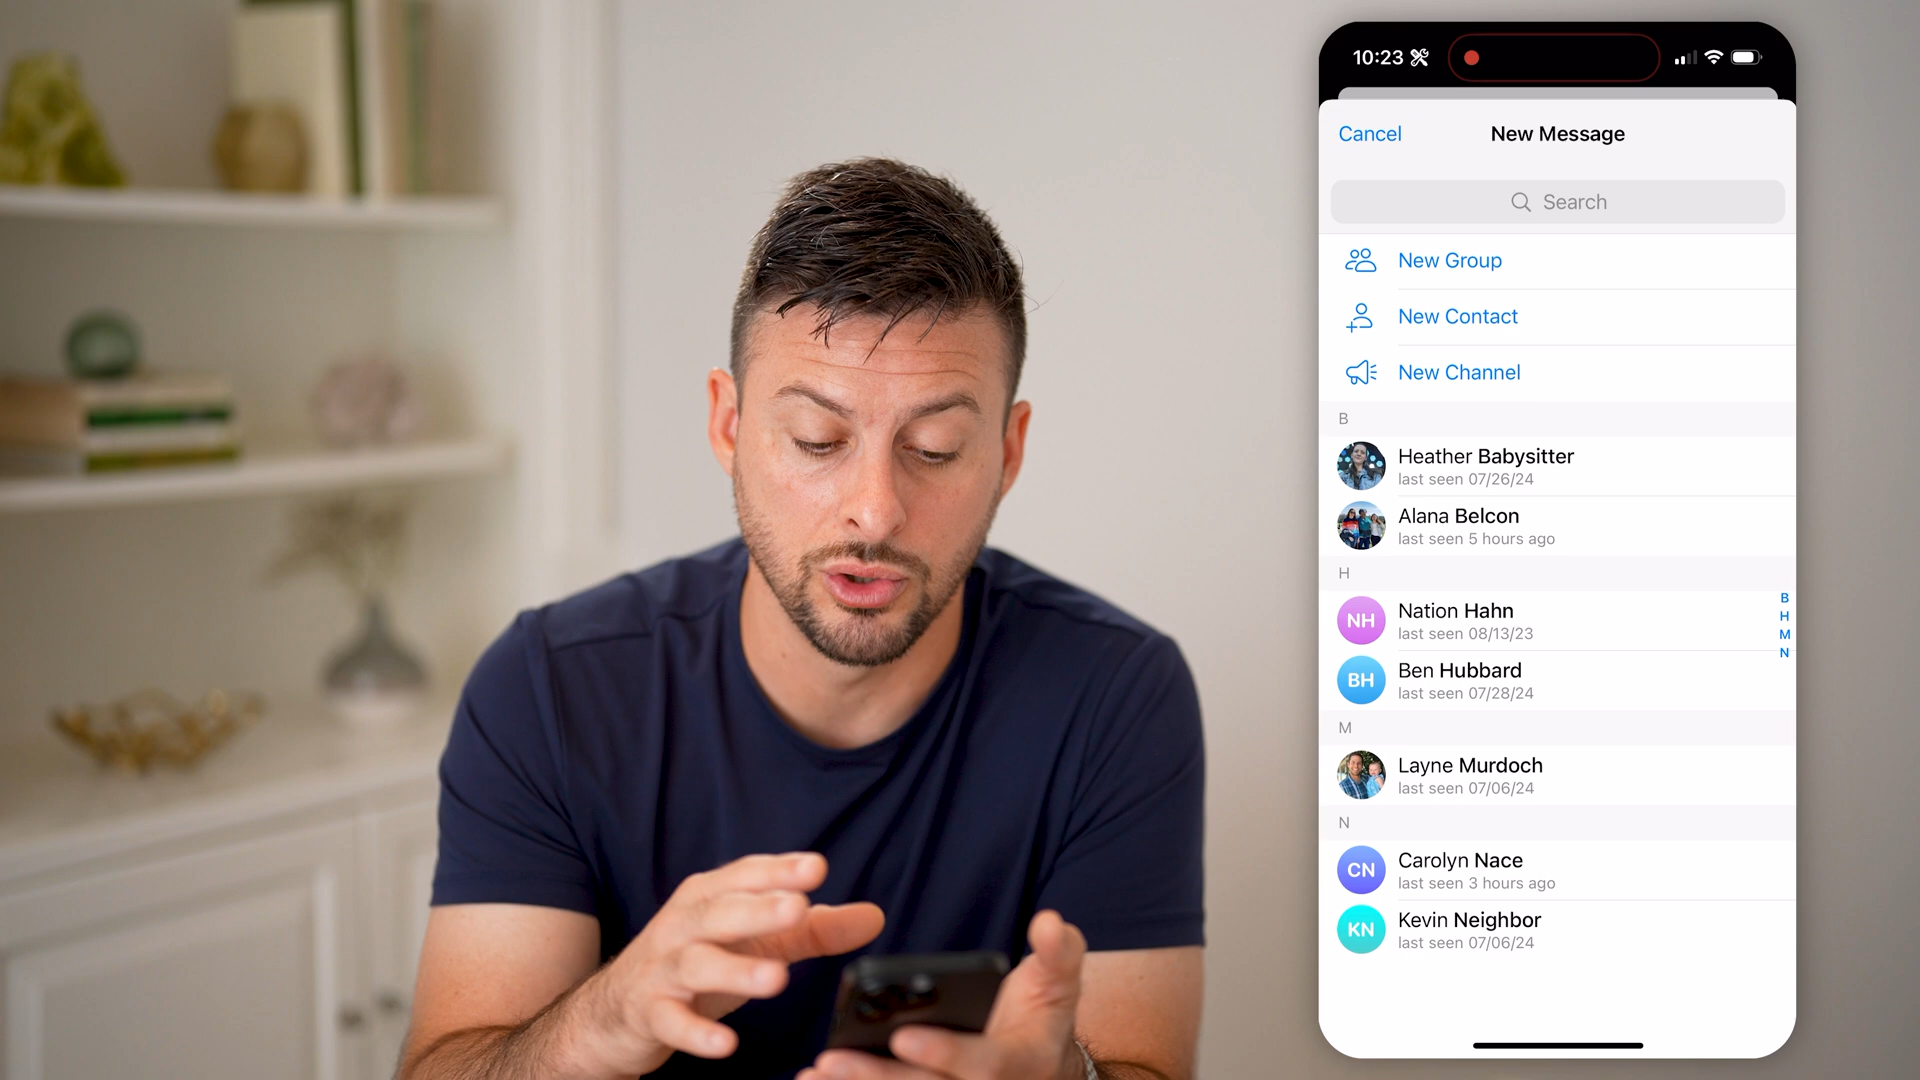 10:23
Cancel
New Message
Search
New Group
New Contact
New Channel
B
Heather Babysitter
last seen 07/26/24
Alana Belcon
last seen 5 hours ago
H
NH
Nation Hahn
last seen 08/13/23
BH
Ben Hubbard
last seen 07/28/24
B
H
M
N
M
Layne Murdoch
last seen 07/06/24
N
CN
Carolyn Nace
last seen 3 hours ago
KN
Kevin Neighbor
last seen 07/06/24